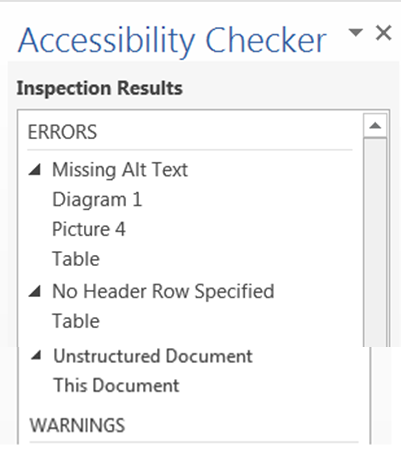 Accessibility Checker
Inspection Results
ERRORS
Missing Alt Text
Diagram 1
Picture 4
Table
No Header Row Specified
Table
Unstructured Document
This Document
WARNINGS